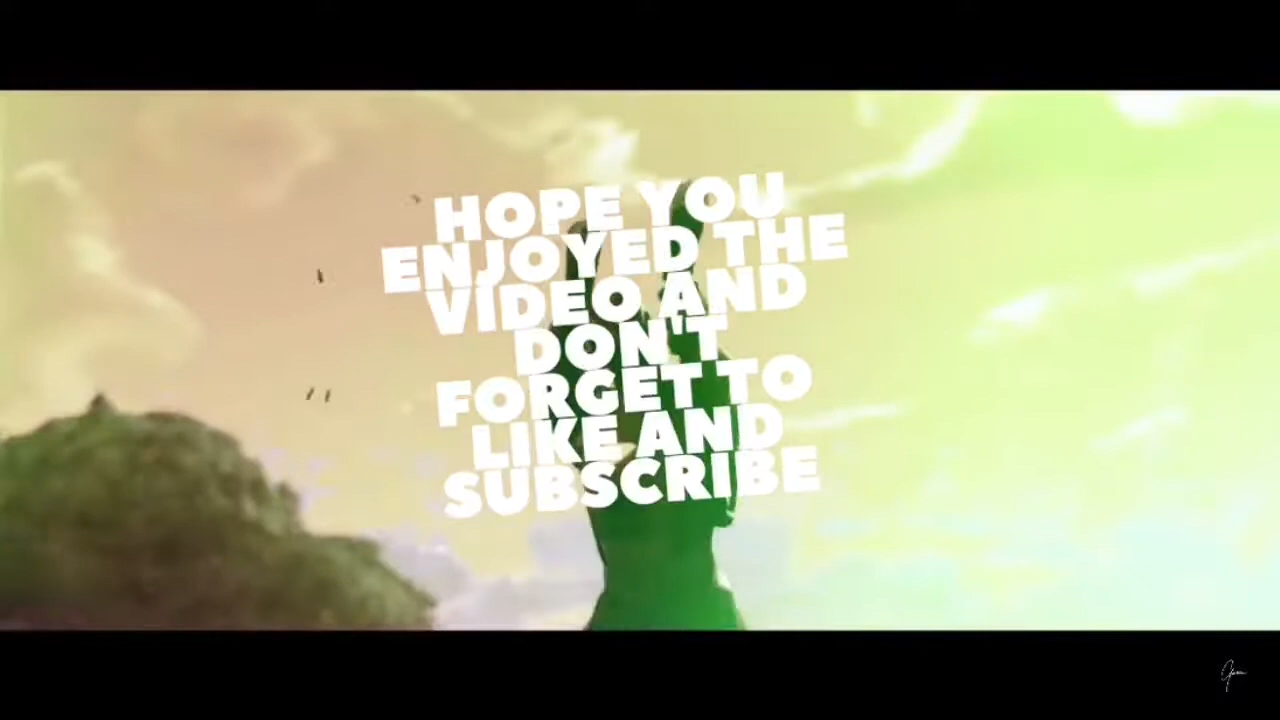 HOPE YOU
ENJOYED THE
VIDEO AND
DON'T
FORGET TO
LIKE AND
SUBSCRIBE